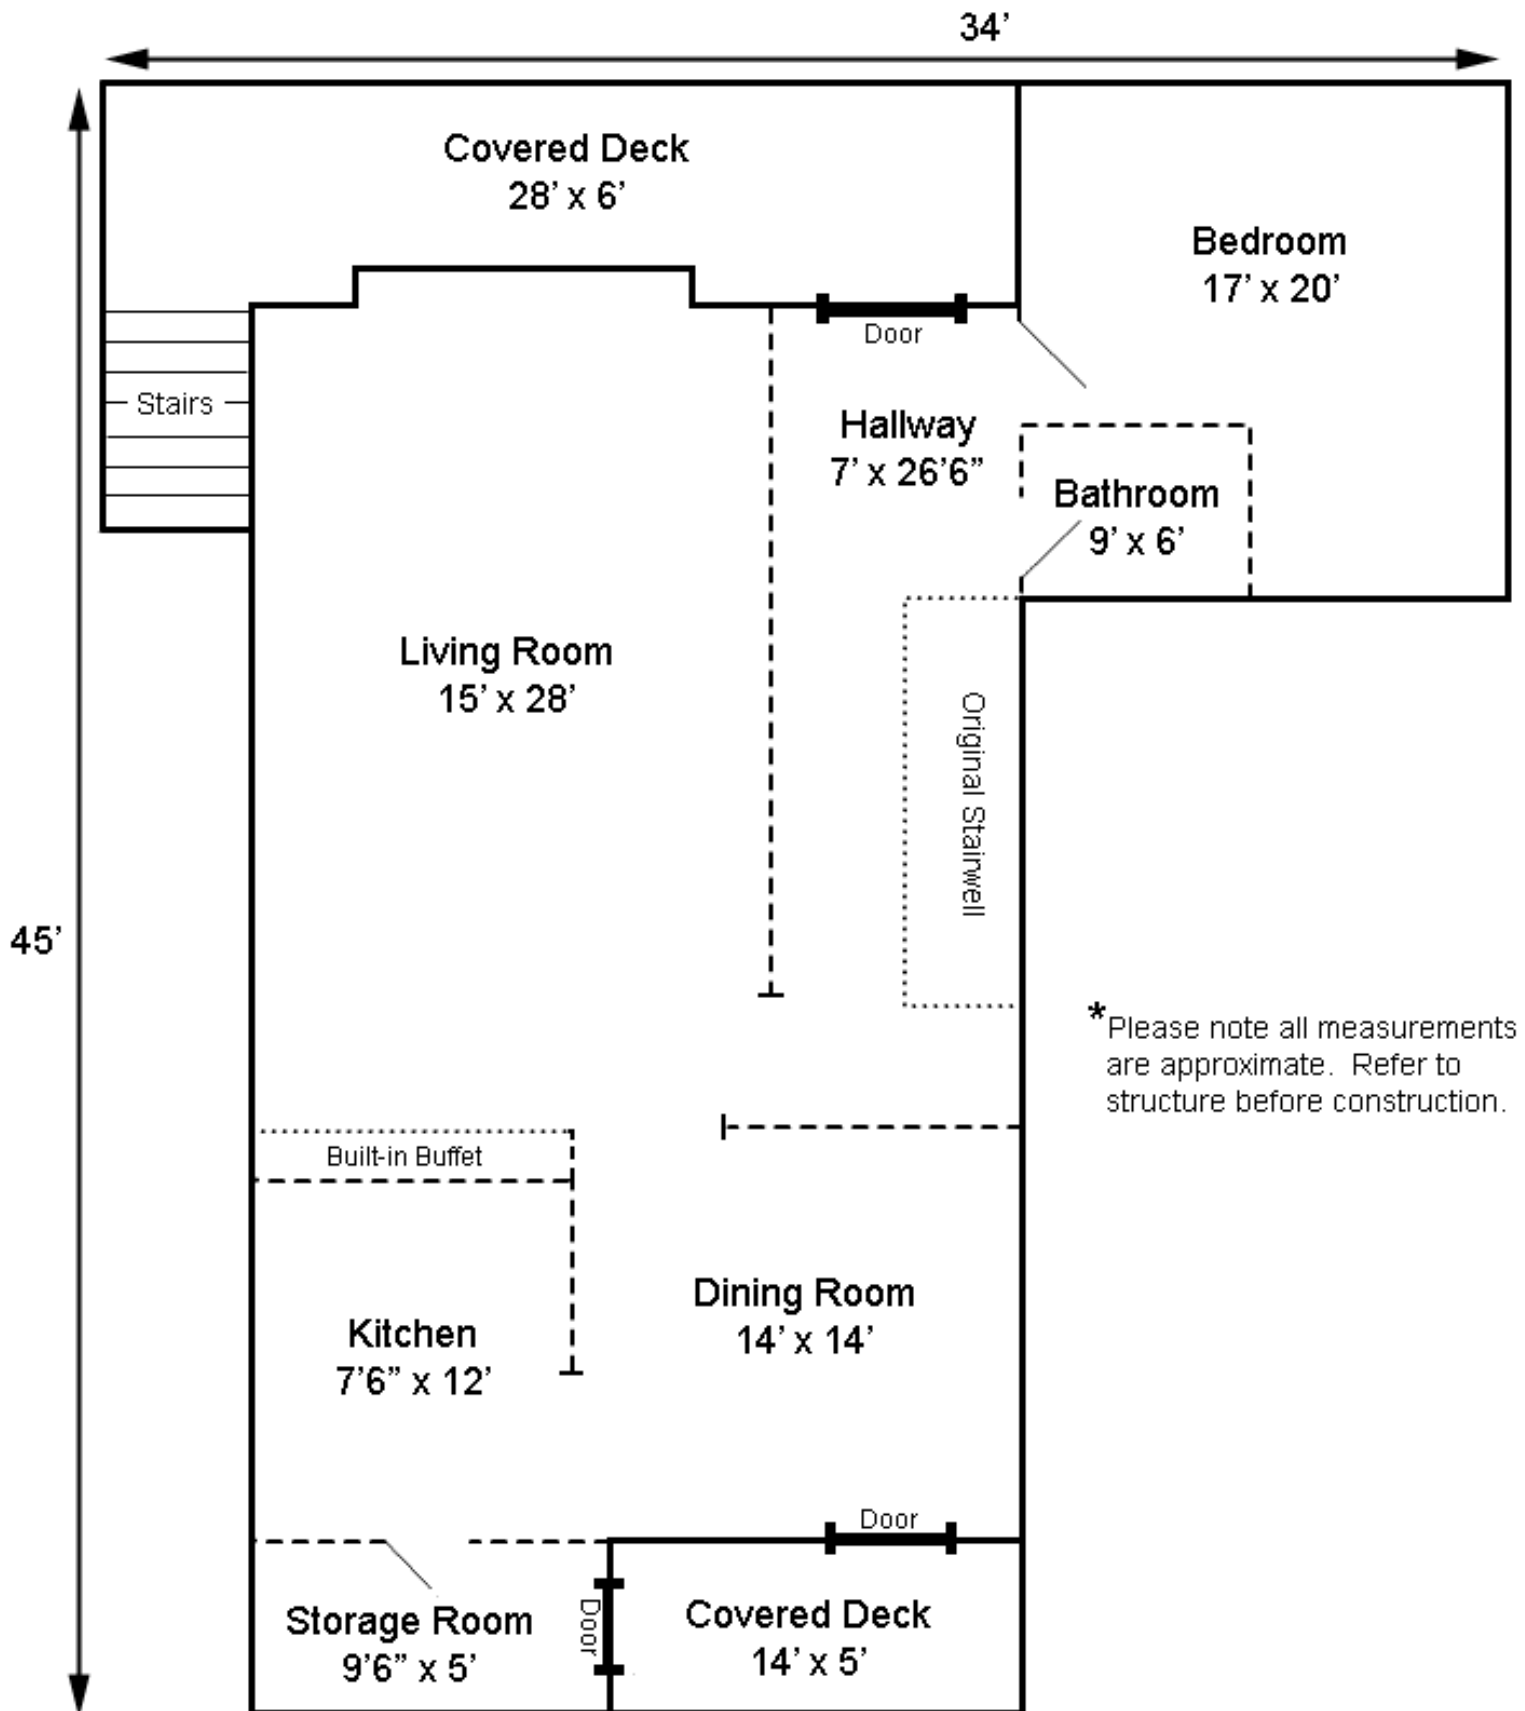 34’
Covered Deck
28’ x 6’
Bedroom
17’ x 20’
Door
Stairs
Hallway
7’ x 26’6”
Bathroom
9’ x 6’
Living Room
15’ x 28’
Original Stairwell
45’
*Please note all measurements
are approximate.  Refer to
structure before construction.
Built-in Buffet
Dining Room
14’ x 14’
Kitchen
7’6” x 12’
Door
Storage Room
9’6” x 5’
Door
Covered Deck
14’ x 5’